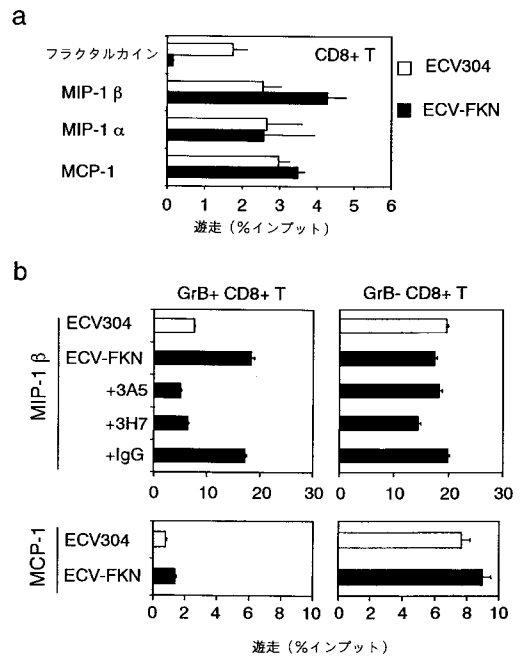 a
フラクタルカイン
CD8+ T
MIP-1 β
MIP-1 α
MCP-1
ECV304
ECV-FKN
0 1 2 3 4 5 6
遊走 (%インプット)
b
GrB+ CD8+ T
GrB- CD8+ T
MIP-1 β
ECV304
ECV-FKN
+3A5
+3H7
+IgG
0 10 20 30
0 10 20 30
MCP-1
ECV304
ECV-FKN
0 2 4 6 8 10
0 2 4 6 8 10
遊走 (%インプット)